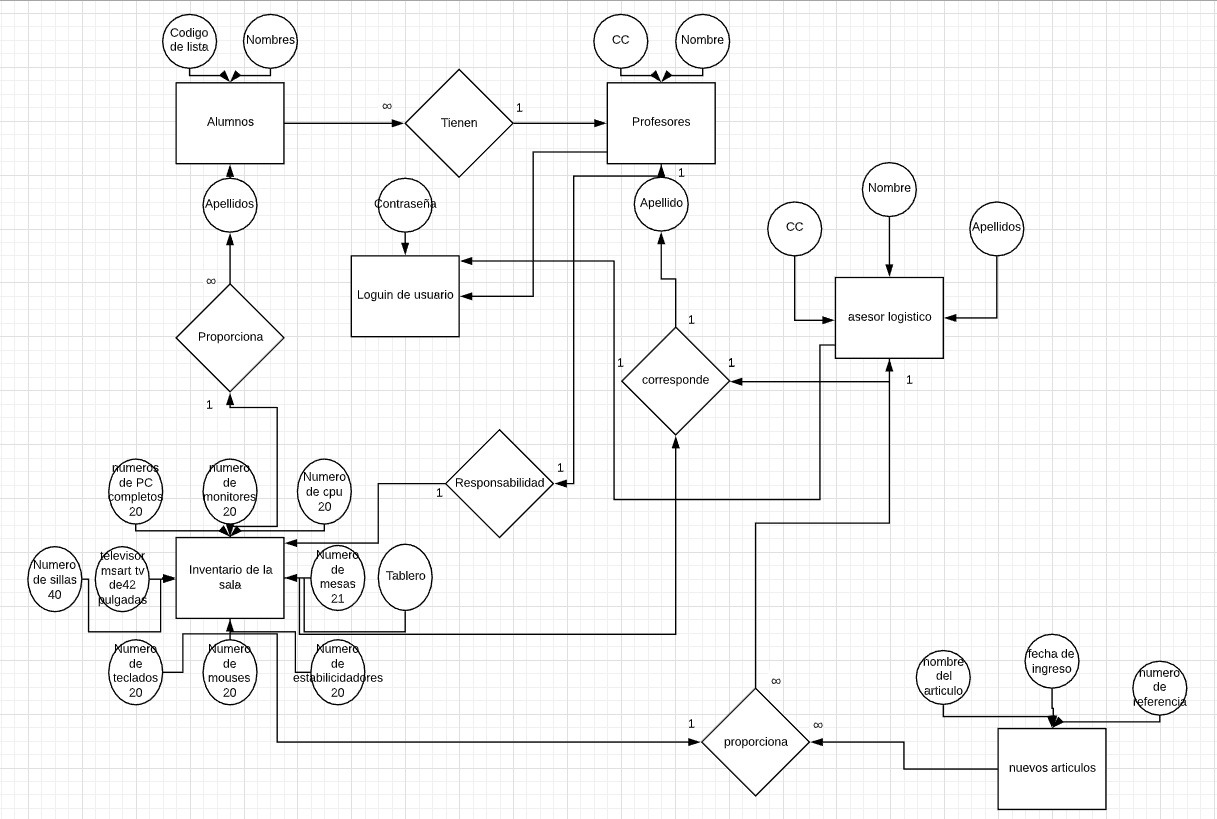 Codigo
de lista
Nombres
CC
Nombre
∞
1
Alumnos
Tienen
Profesores
1
Apellidos
Contraseña
Apellido
Nombre
CC
Apellidos
∞
Loguin de usuario
asesor logistico
1
Proporciona
1
1
corresponde
1
1
numeros
de PC
completos
20
numero
de
monitores
20
Numero
de cpu
20
1
Responsabilidad
1
Numero
de sillas
40
televisor
msart tv
de42
pulgadas
Inventario de la
sala
Numero
de
mesas
21
Tablero
Numero
de
teclados
20
Numero
de
mouses
20
Numero
de
estabilicidadores
20
∞
1
proporciona
∞
nombre
del
articulo
fecha de
ingreso
numero
de
referencia
nuevos articulos